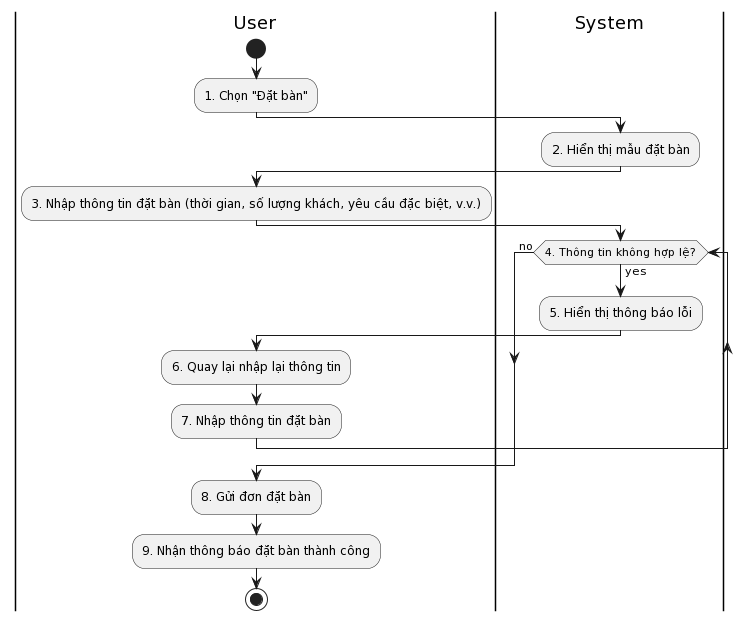 User
System
1. Chọn "Đặt bàn"
2. Hiển thị mẫu đặt bàn
3. Nhập thông tin đặt bàn (thời gian, số lượng khách, yêu cầu đặc biệt, v.v.)
no
4. Thông tin không hợp lệ?
yes
5. Hiển thị thông báo lỗi
6. Quay lại nhập lại thông tin
7. Nhập thông tin đặt bàn
8. Gửi đơn đặt bàn
9. Nhận thông báo đặt bàn thành công